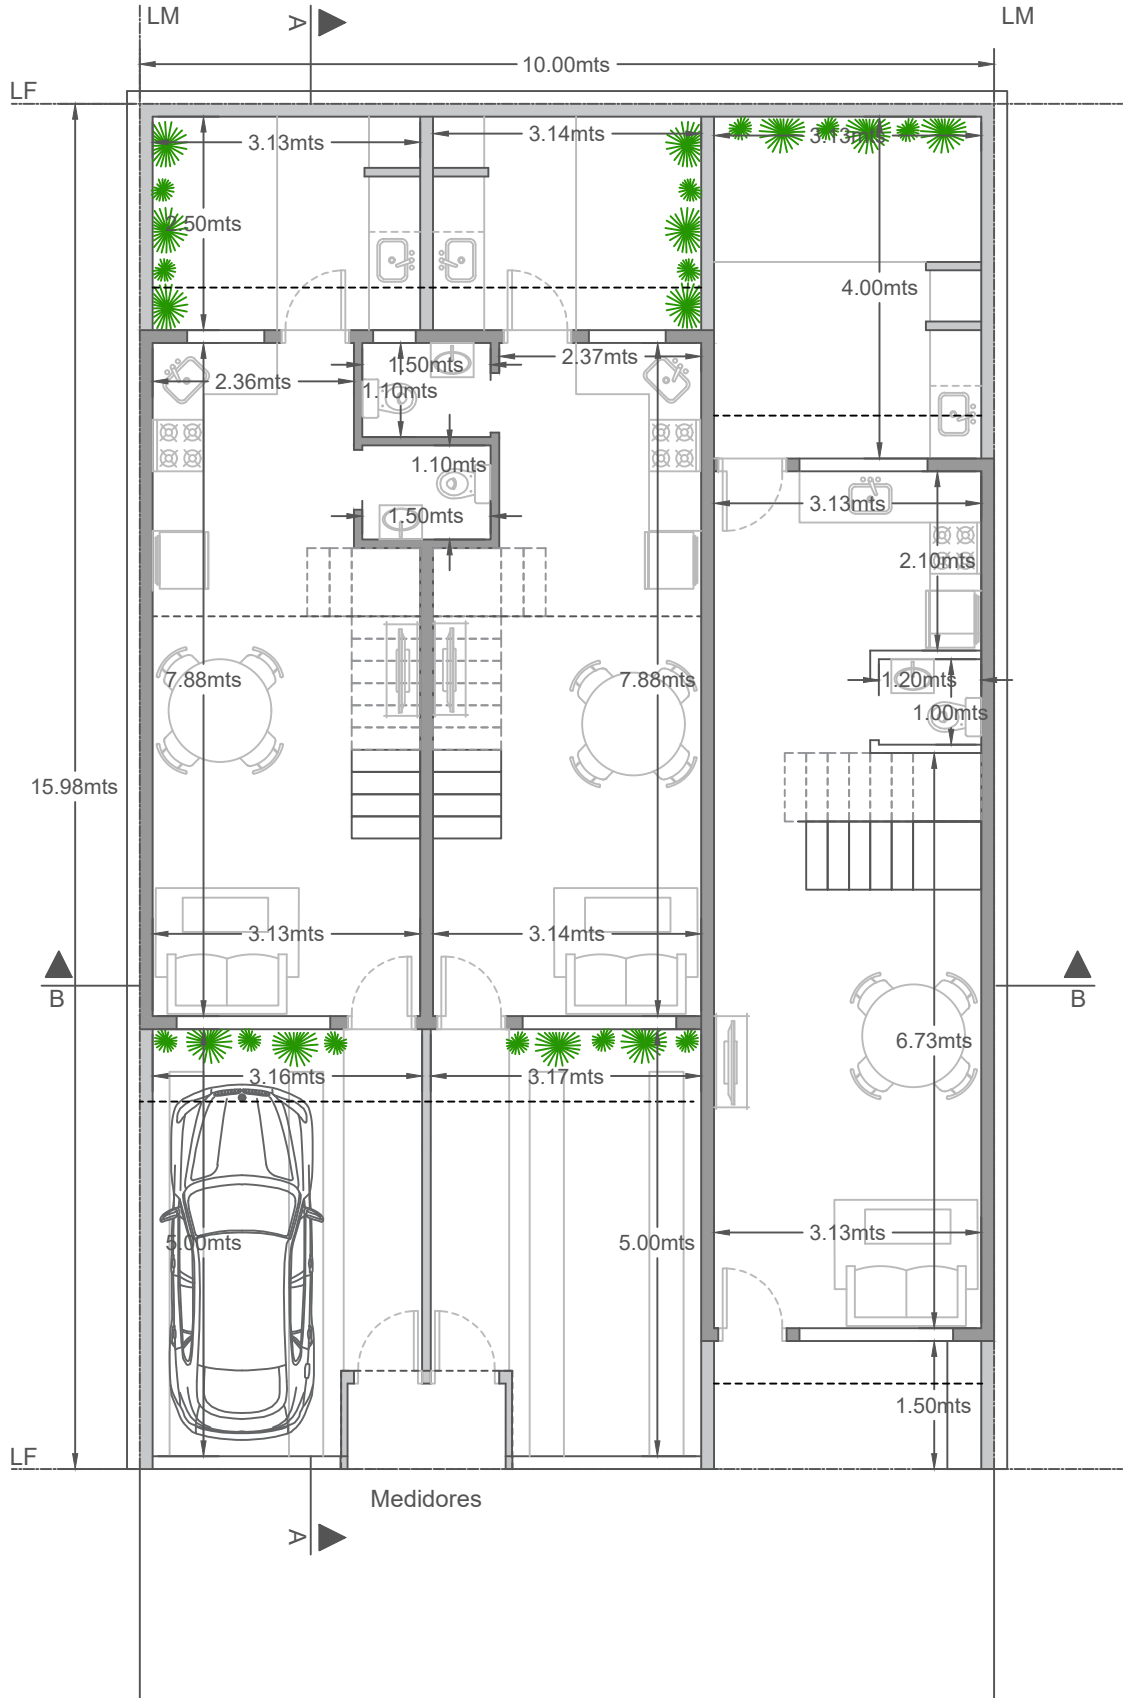 LM
A
LM
10.00mts
LF
3.13mts
3.14mts
3.13mts
2.50mts
4.00mts
1.50mts
2.37mts
2.36mts
1.10mts
1.10mts
3.13mts
1.50mts
2.10mts
7.88mts
7.88mts
1.20mts
1.00mts
15.98mts
3.13mts
3.14mts
B
B
6.73mts
3.16mts
3.17mts
3.13mts
5.00mts
5.00mts
1.50mts
LF
Medidores
A